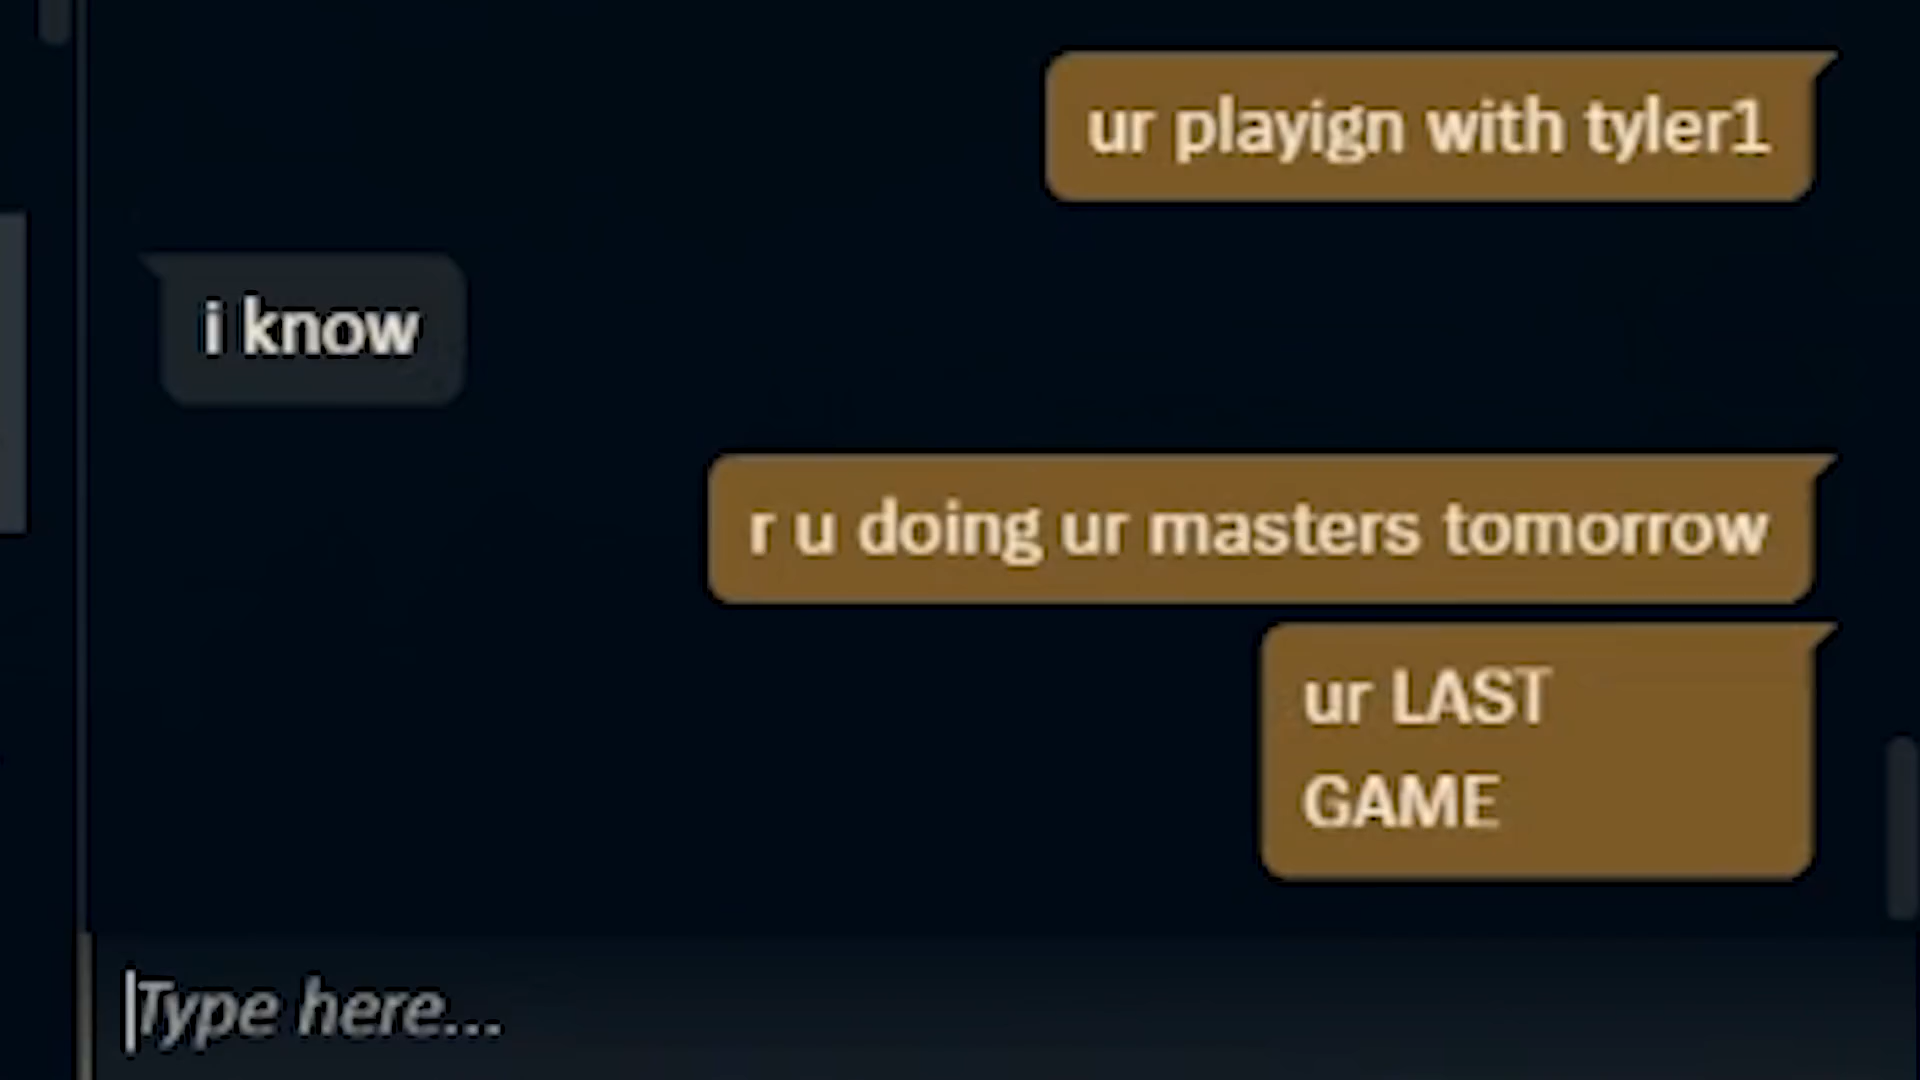 ur playign with tyler1
i know
r u doing ur masters tomorrow
ur LAST
GAME
Type here...